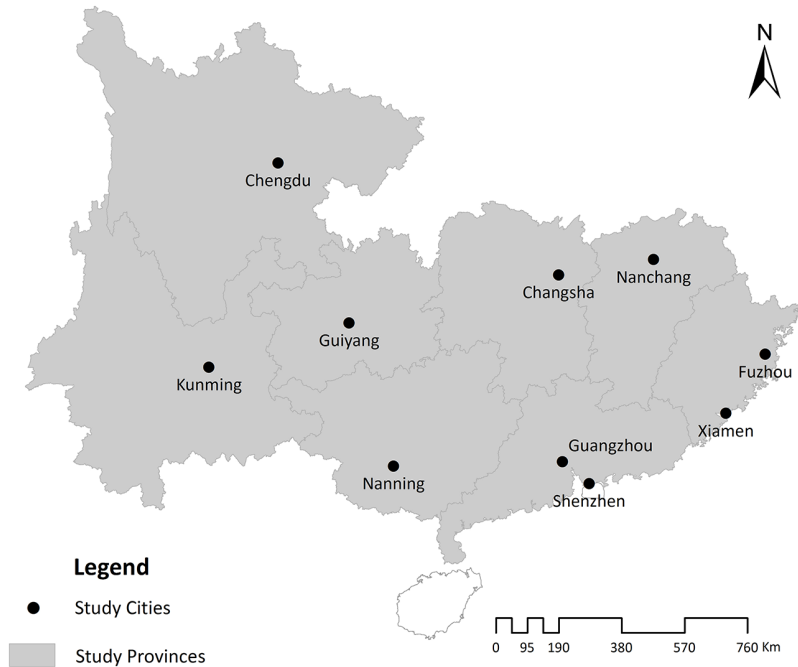 N
Chengdu
Changsha
Nanchang
Guiyang
Kunming
Fuzhou
Xiamen
Guangzhou
Nanning
Shenzhen
Legend
Study Cities
Study Provinces
0 95 190 380 570 760 Km